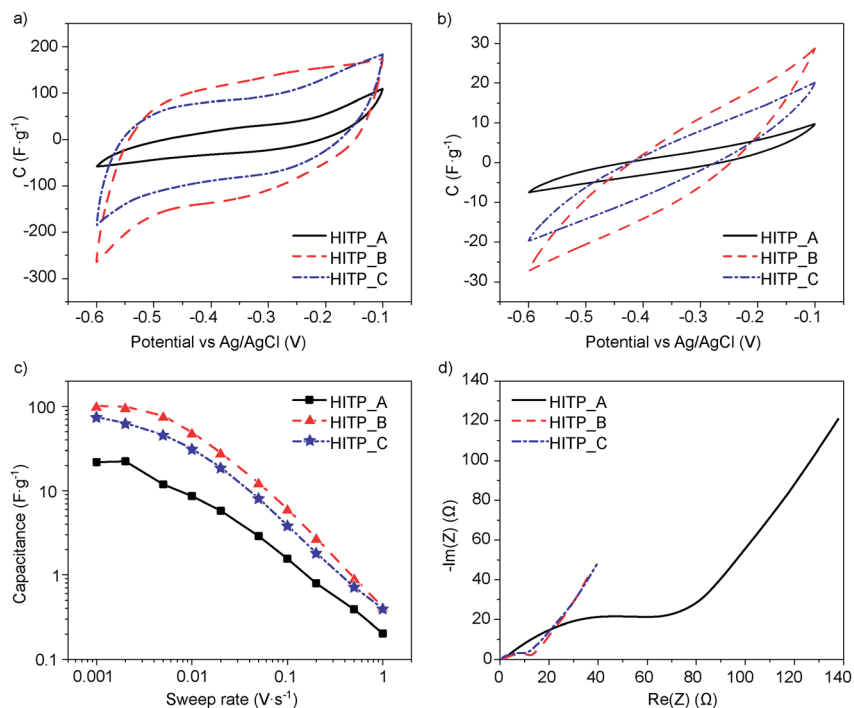 a)
C (F·g⁻¹)
200
100
0
-100
-200
-300
HITP_A
HITP_B
HITP_C
-0.6
-0.5
-0.4
-0.3
-0.2
-0.1
Potential vs Ag/AgCl (V)
b)
C (F·g⁻¹)
30
20
10
0
-10
-20
-30
HITP_A
HITP_B
HITP_C
-0.6
-0.5
-0.4
-0.3
-0.2
-0.1
Potential vs Ag/AgCl (V)
c)
Capacitance (F·g⁻¹)
100
10
1
0.1
HITP_A
HITP_B
HITP_C
0.001
0.01
0.1
1
Sweep rate (V·s⁻¹)
d)
-Im(Z) (Ω)
140
120
100
80
60
40
20
0
HITP_A
HITP_B
HITP_C
0
20
40
60
80
100
120
140
Re(Z) (Ω)